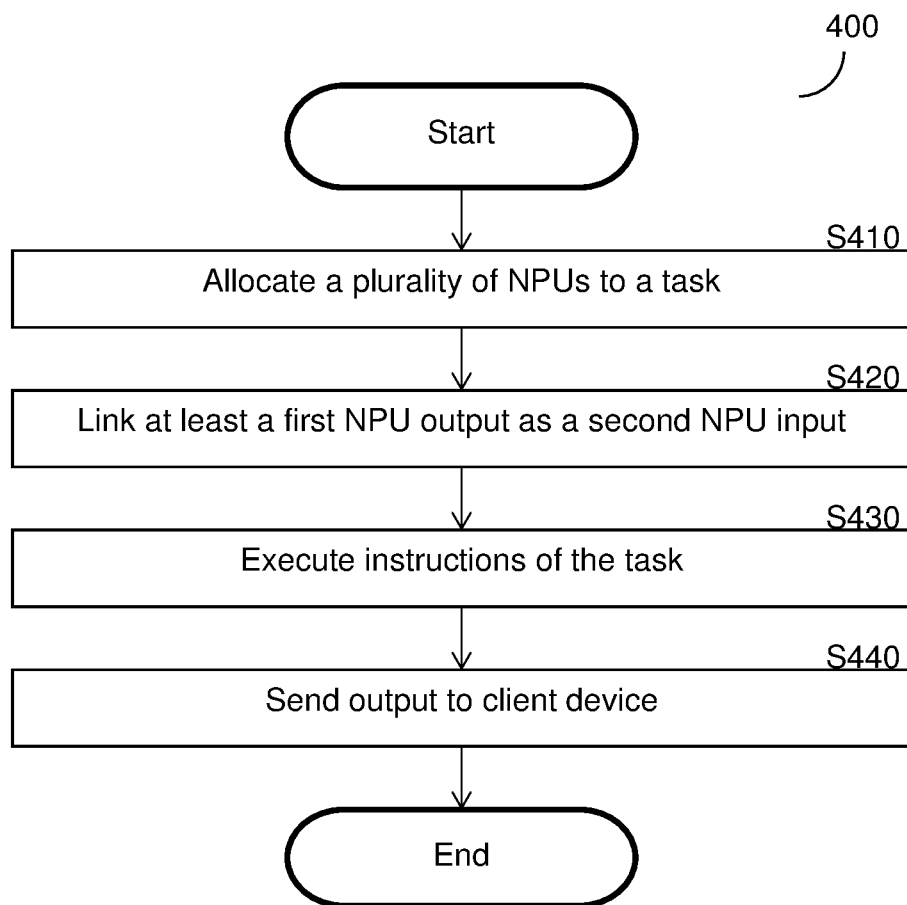 400
Start
S410
Allocate a plurality of NPUs to a task
S420
Link at least a first NPU output as a second NPU input
S430
Execute instructions of the task
S440
Send output to client device
End